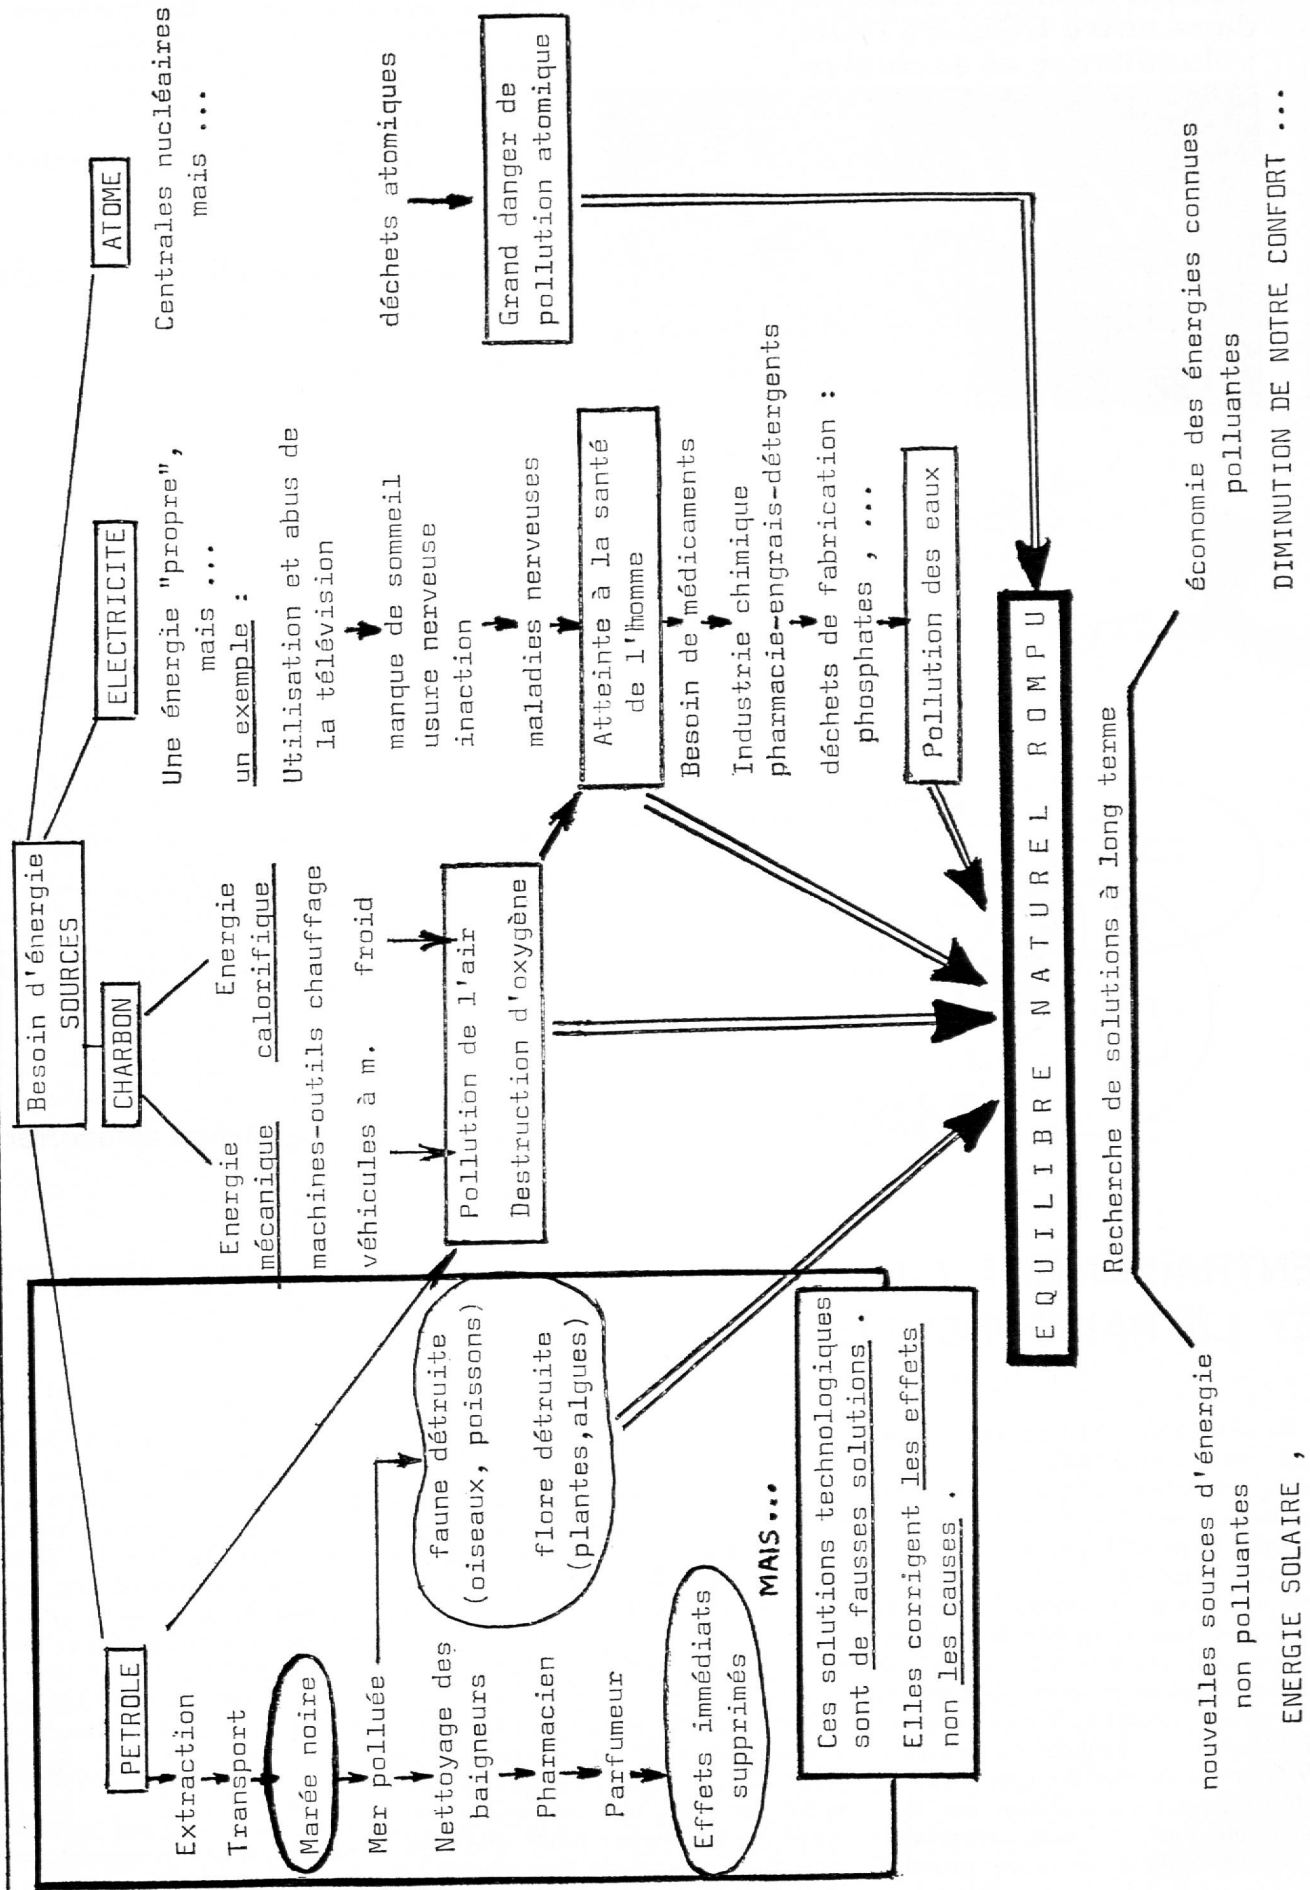 Besoin d'énergie
SOURCES
PETROLE
CHARBON
ELECTRICITE
ATOME
Extraction
Transport
Marée noire
Mer polluée
Nettoyage des
baigneurs
Pharmacien
Parfumeur
Effets immédiats
supprimés
faune détruite
(oiseaux, poissons)
flore détruite
(plantes,algues)
MAIS...
Ces solutions technologiques
sont de fausses solutions .
Elles corrigent les effets
non les causes .
Energie
mécanique
Energie
calorifique
machines-outils chauffage
véhicules à m. froid
Pollution de l'air
Destruction d'oxygène
Une énergie "propre",
mais ...
un exemple :
Utilisation et abus de
la télévision
manque de sommeil
usure nerveuse
inaction
maladies nerveuses
Atteinte à la santé
de l'homme
Besoin de médicaments
Industrie chimique
pharmacie-engrais-détergents
déchets de fabrication :
phosphates , ...
Pollution des eaux
Centrales nucléaires
mais ...
déchets atomiques
Grand danger de
pollution atomique
EQUILIBRE NATUREL ROMPU
Recherche de solutions à long terme
nouvelles sources d'énergie
non polluantes
ENERGIE SOLAIRE ,
économie des énergies connues
polluantes
DIMINUTION DE NOTRE CONFORT ...